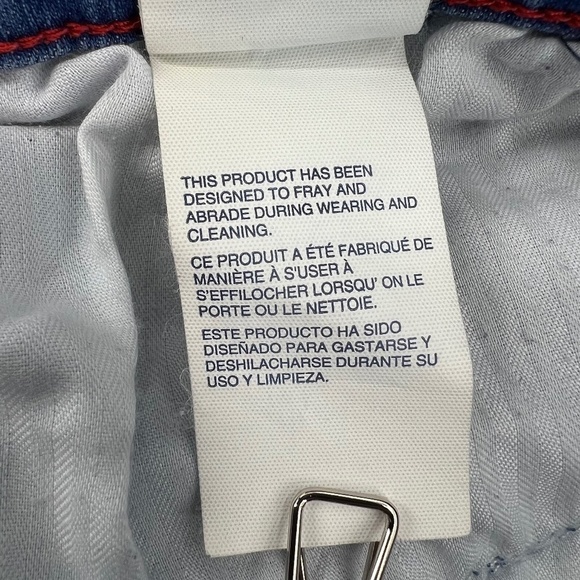 THIS PRODUCT HAS BEEN
DESIGNED TO FRAY AND
ABRADE DURING WEARING AND
CLEANING.
CE PRODUIT A ÉTÉ FABRIQUÉ DE
MANIÈRE À S'USER À
S'EFFILOCHER LORSQU' ON LE
PORTE OU LE NETTOIE.
ESTE PRODUCTO HA SIDO
DISEÑADO PARA GASTARSE Y
DESHILACHARSE DURANTE SU
USO Y LIMPIEZA.